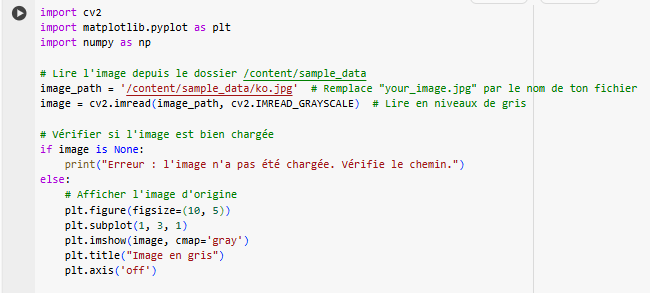 import cv2
import matplotlib.pyplot as plt
import numpy as np
# Lire l'image depuis le dossier /content/sample_data
image_path = '/content/sample_data/ko.jpg'  # Remplace "your_image.jpg" par le nom de ton fichier
image = cv2.imread(image_path, cv2.IMREAD_GRAYSCALE)  # Lire en niveaux de gris
# Vérifier si l'image est bien chargée
if image is None:
    print("Erreur : l'image n'a pas été chargée. Vérifie le chemin.")
else:
    # Afficher l'image d'origine
    plt.figure(figsize=(10, 5))
    plt.subplot(1, 3, 1)
    plt.imshow(image, cmap='gray')
    plt.title("Image en gris")
    plt.axis('off')